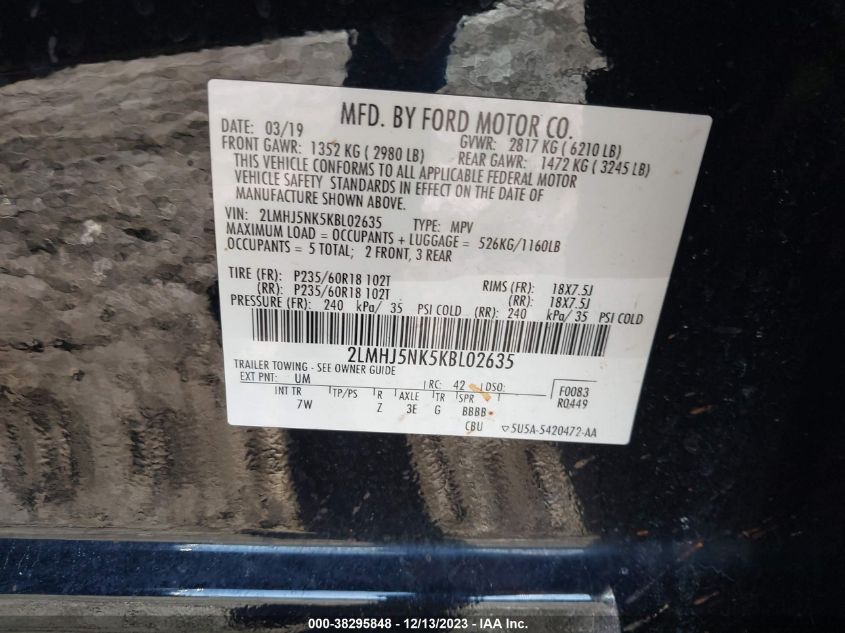 MFD. BY FORD MOTOR CO.
DATE: 03/19 GVWR: 2817 KG ( 6210 LB)
FRONT GAWR: 1352 KG ( 2980 LB) REAR GAWR: 1472 KG ( 3245 LB)
THIS VEHICLE CONFORMS TO ALL APPLICABLE FEDERAL MOTOR
VEHICLE SAFETY STANDARDS IN EFFECT ON THE DATE OF
MANUFACTURE SHOWN ABOVE.
VIN: 2LMHJ5NK5KBL02635 TYPE: MPV
MAXIMUM LOAD = OCCUPANTS + LUGGAGE = 526KG/1160LB
OCCUPANTS = 5 TOTAL; 2 FRONT, 3 REAR
TIRE (FR): P235/60R18 102T RIMS (FR): 18X7.5J
(RR): P235/60R18 102T (RR): 18X7.5J
PRESSURE (FR): 240 kPa/ 35 PSI COLD (RR): 240 kPa/ 35 PSI COLD
2LMHJ5NK5KBL02635
TRAILER TOWING - SEE OWNER GUIDE
EXT PNT: UM RC: 42 DSO: F0083
INT TR TP/PS R AXLE TR SPR R0449
7W Z 3E G BBBB
CBU 5U5A-5420472-AA
000-38295848 - 12/13/2023 - IAA Inc.